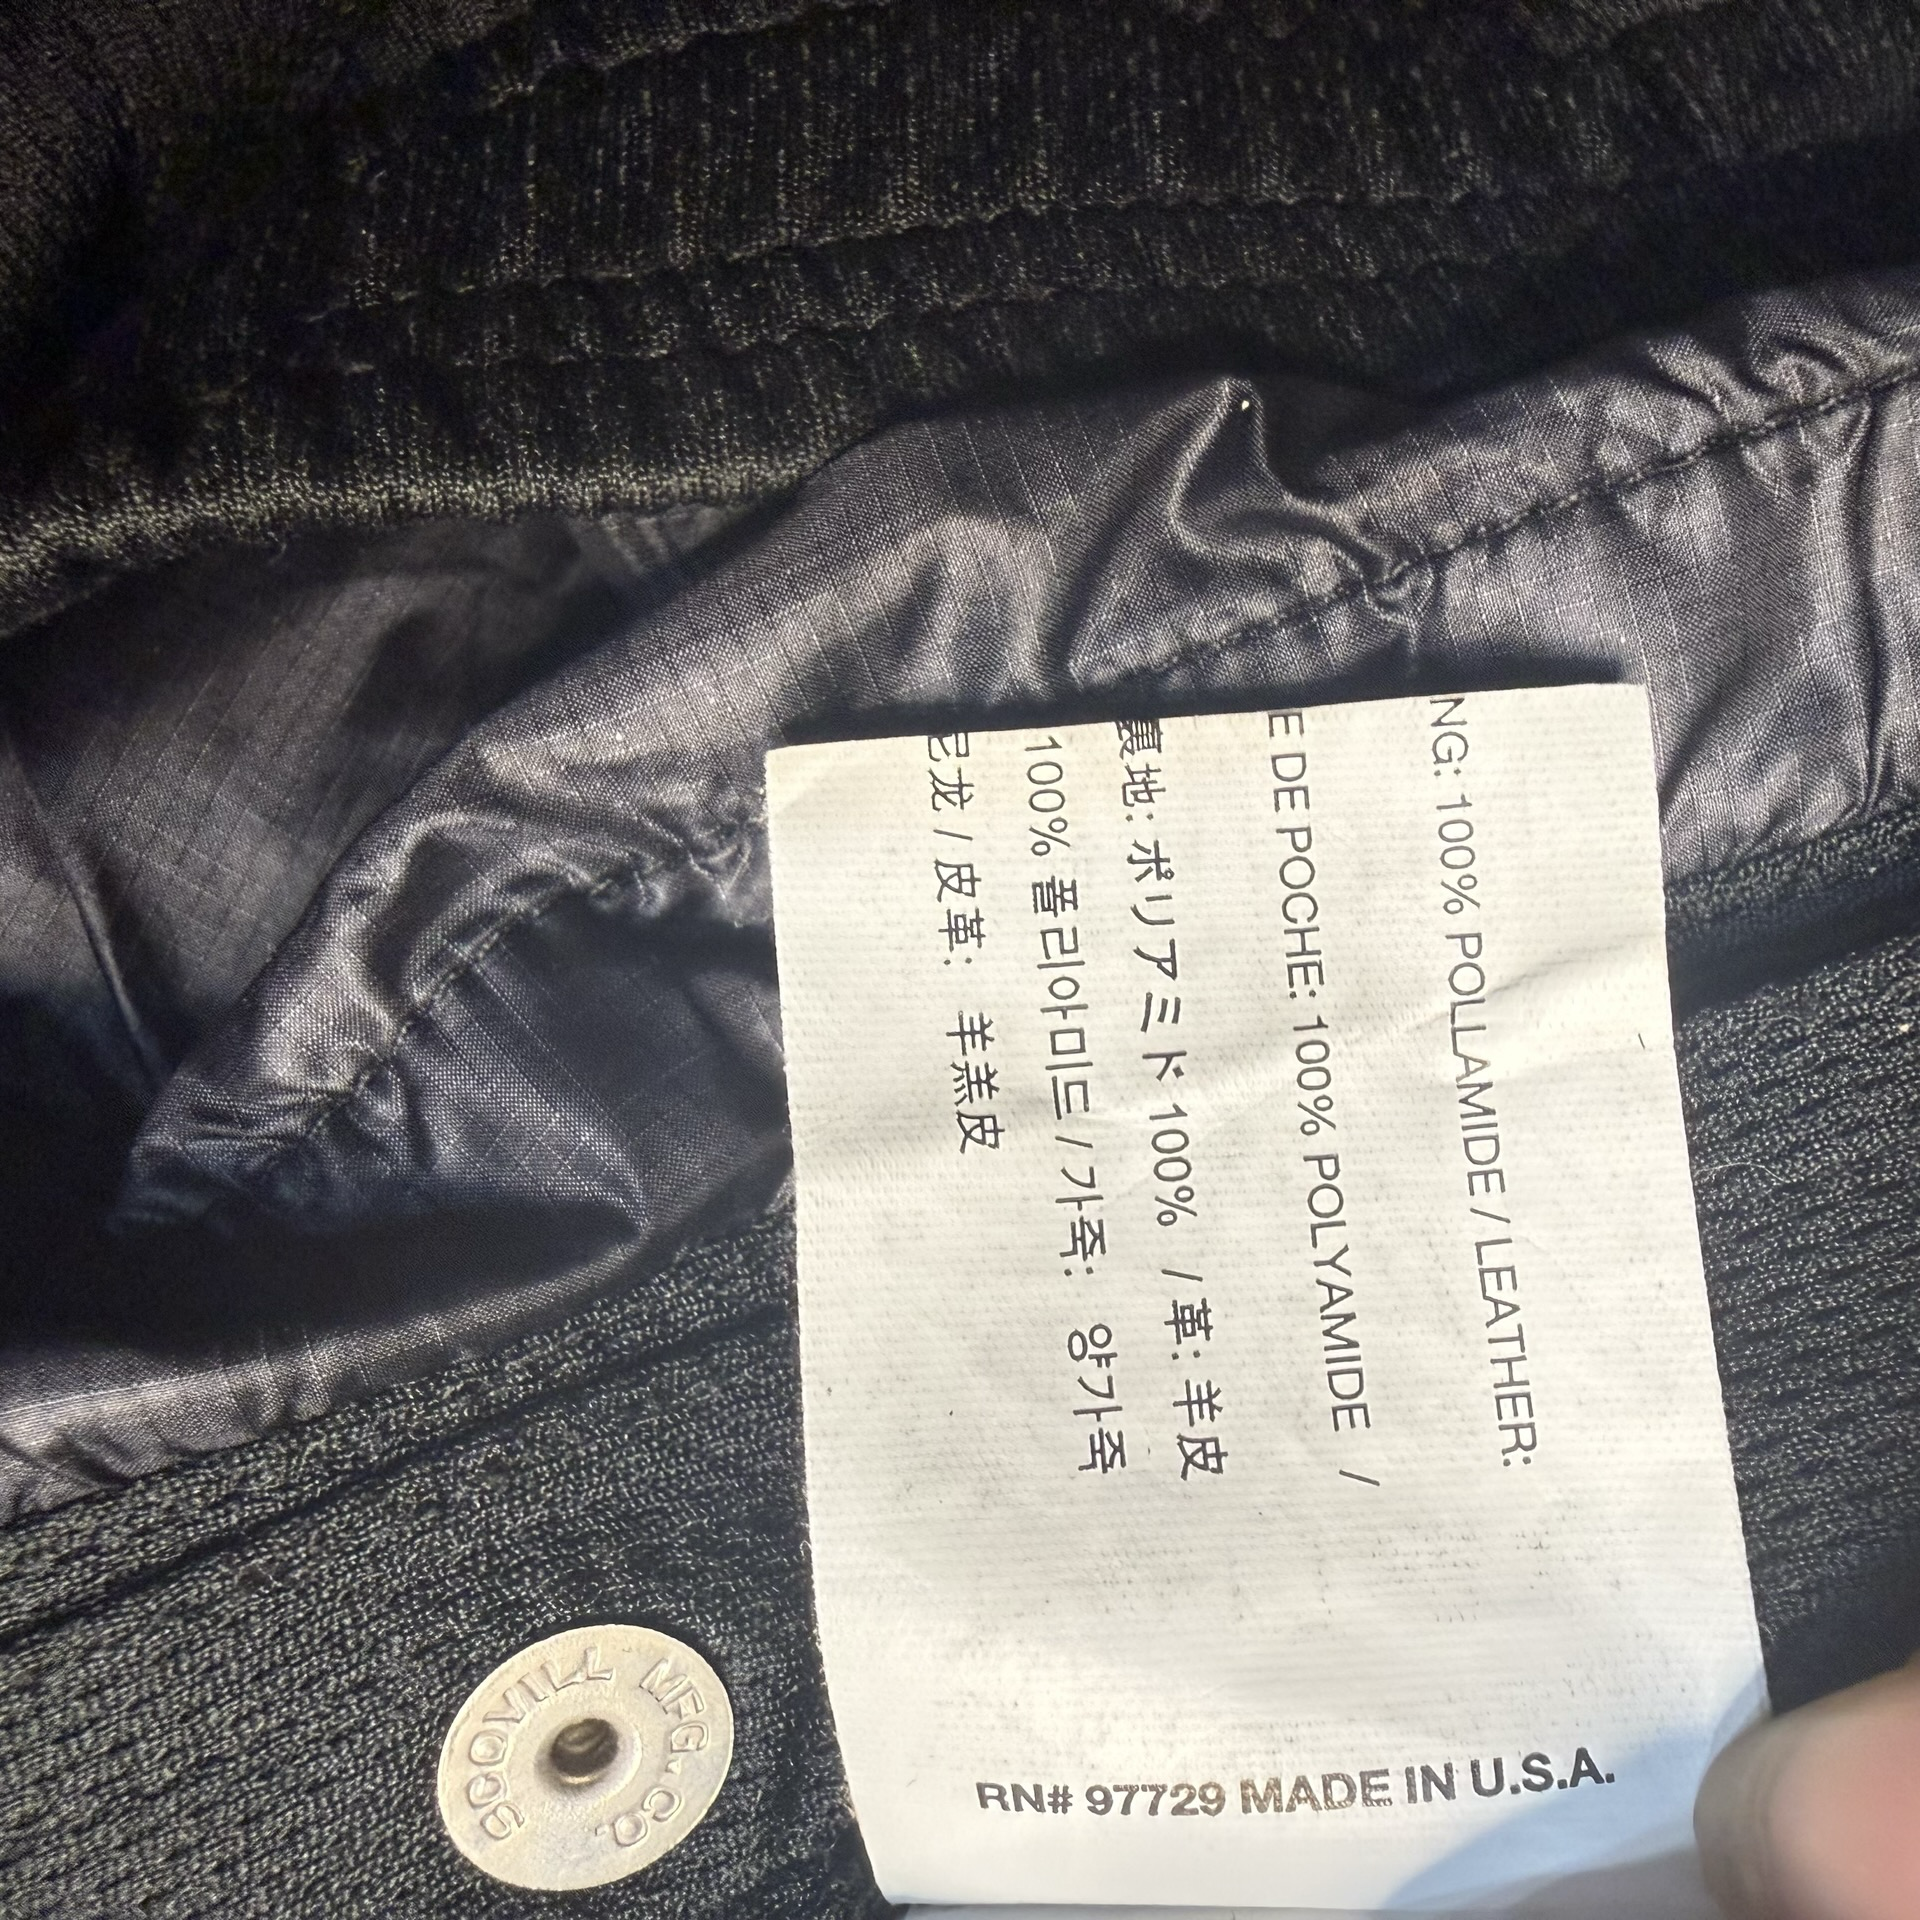 NG: 100% POLLAMIDE / LEATHER:
E DE POCHE: 100% POLYAMIDE /
裏地: ポリアミド 100% / 革: 羊皮
100% 폴리아미드 / 가죽: 양가죽
尼龙 / 皮革: 羊羔皮
RN# 97729 MADE IN U.S.A.
SCOVILL MFG. CO.